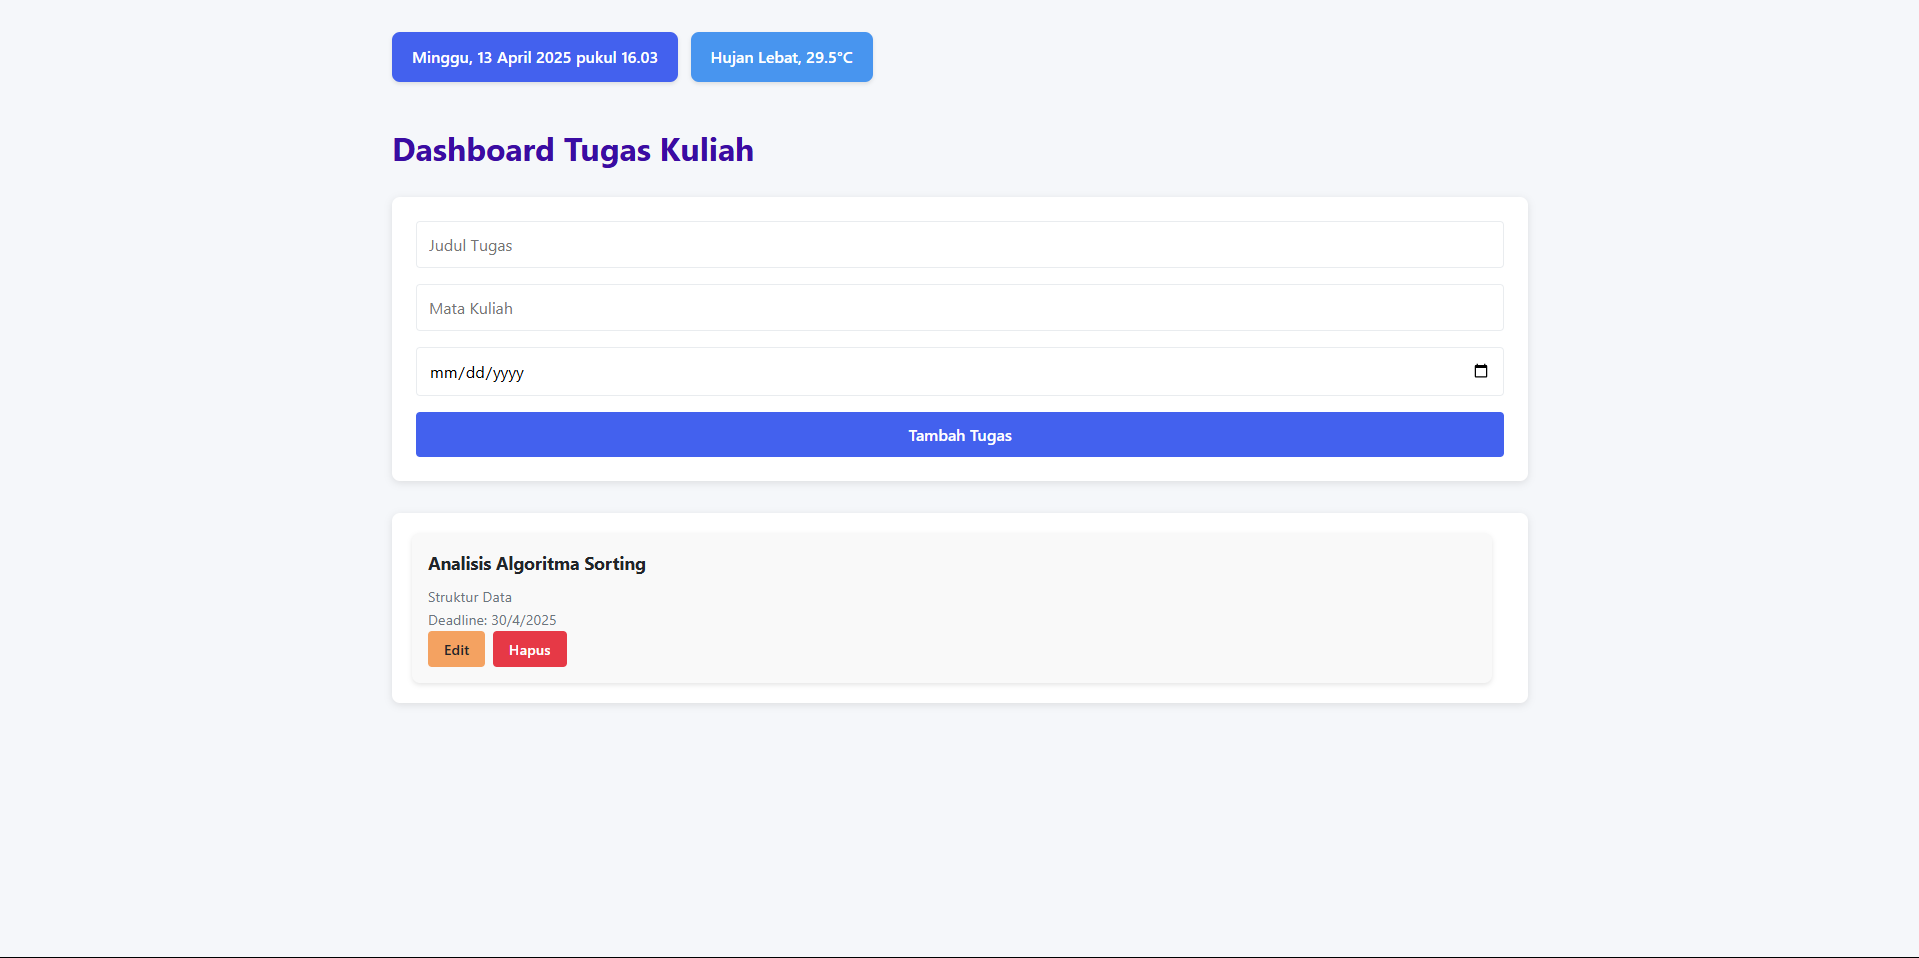 Minggu, 13 April 2025 pukul 16.03
Hujan Lebat, 29.5°C
Dashboard Tugas Kuliah
Judul Tugas
Mata Kuliah
mm/dd/yyyy
Tambah Tugas
Analisis Algoritma Sorting
Struktur Data
Deadline: 30/4/2025
Edit Hapus